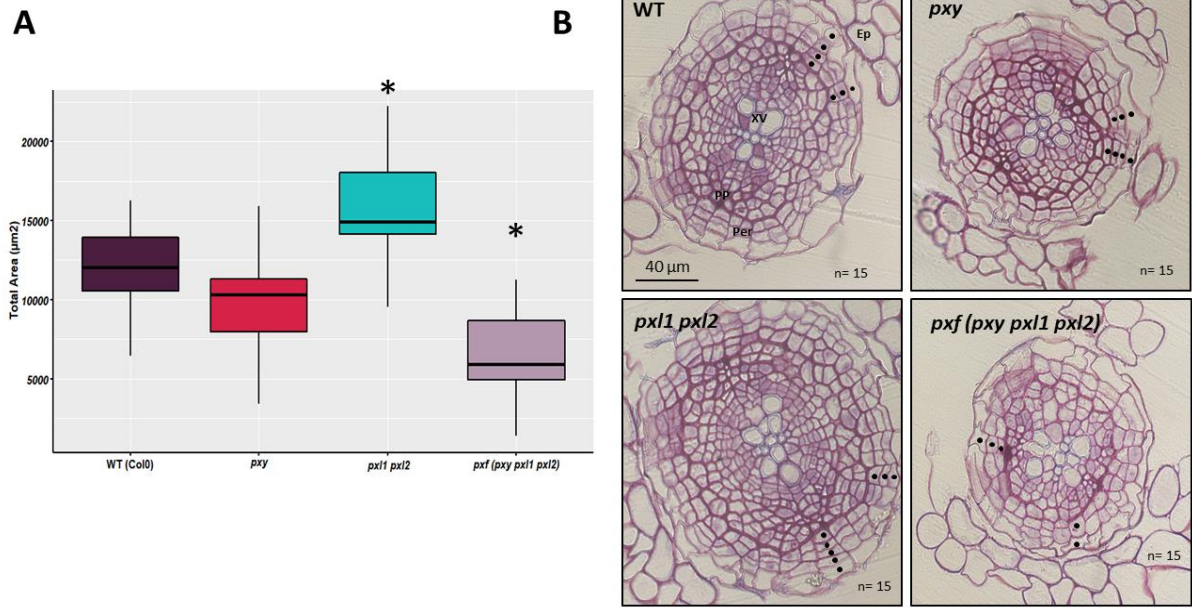 A
*
*
Total Area (µm2)
20000
15000
10000
5000
WT (Col0)
pxy
pxl1 pxl2
pxf (pxy pxl1 pxl2)
B
WT
Ep
XV
PP
Per
40 µm
n= 15
pxy
n= 15
pxl1 pxl2
n= 15
pxf (pxy pxl1 pxl2)
n= 15